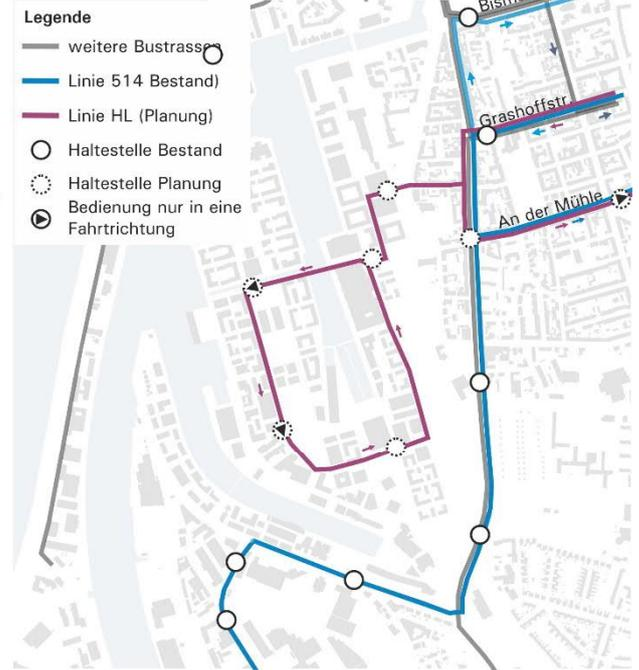 Legende
weitere Bustrassen
Linie 514 Bestand)
Linie HL (Planung)
Haltestelle Bestand
Haltestelle Planung
Bedienung nur in eine
Fahrtrichtung
Bism
Grashoffstr.
An der Mühle